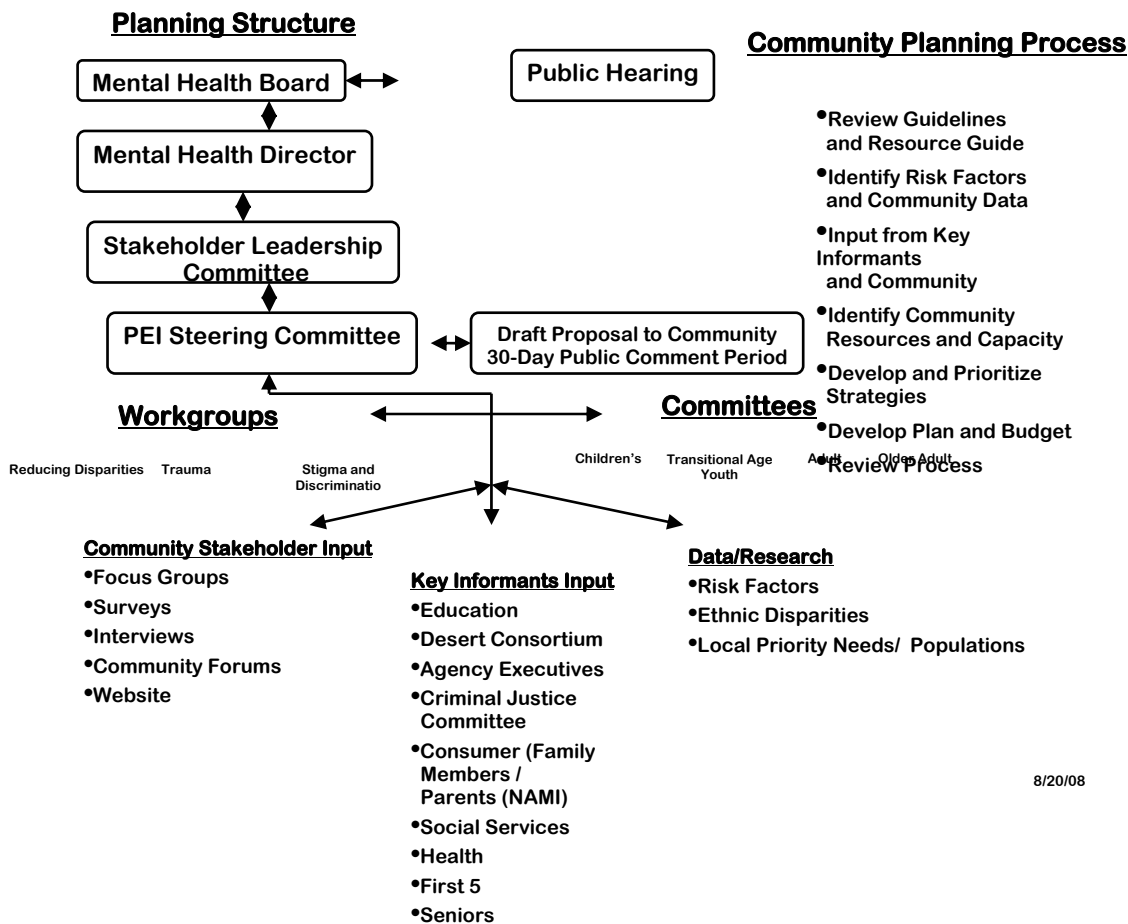 Planning Structure
Community Planning Process
Mental Health Board
Public Hearing
Mental Health Director
Stakeholder Leadership
Committee
PEI Steering Committee
Draft Proposal to Community
30-Day Public Comment Period
•Review Guidelines
and Resource Guide
•Identify Risk Factors
and Community Data
•Input from Key
Informants
and Community
•Identify Community
Resources and Capacity
•Develop and Prioritize
Strategies
•Develop Plan and Budget
•Review Process
Workgroups
Committees
Reducing Disparities
Trauma
Stigma and
Discriminatio
Children's
Transitional Age
Youth
Adult
Older Adult
Community Stakeholder Input
•Focus Groups
•Surveys
•Interviews
•Community Forums
•Website
Key Informants Input
•Education
•Desert Consortium
•Agency Executives
•Criminal Justice
Committee
•Consumer (Family
Members /
Parents (NAMI)
•Social Services
•Health
•First 5
•Seniors
Data/Research
•Risk Factors
•Ethnic Disparities
•Local Priority Needs/ Populations
8/20/08